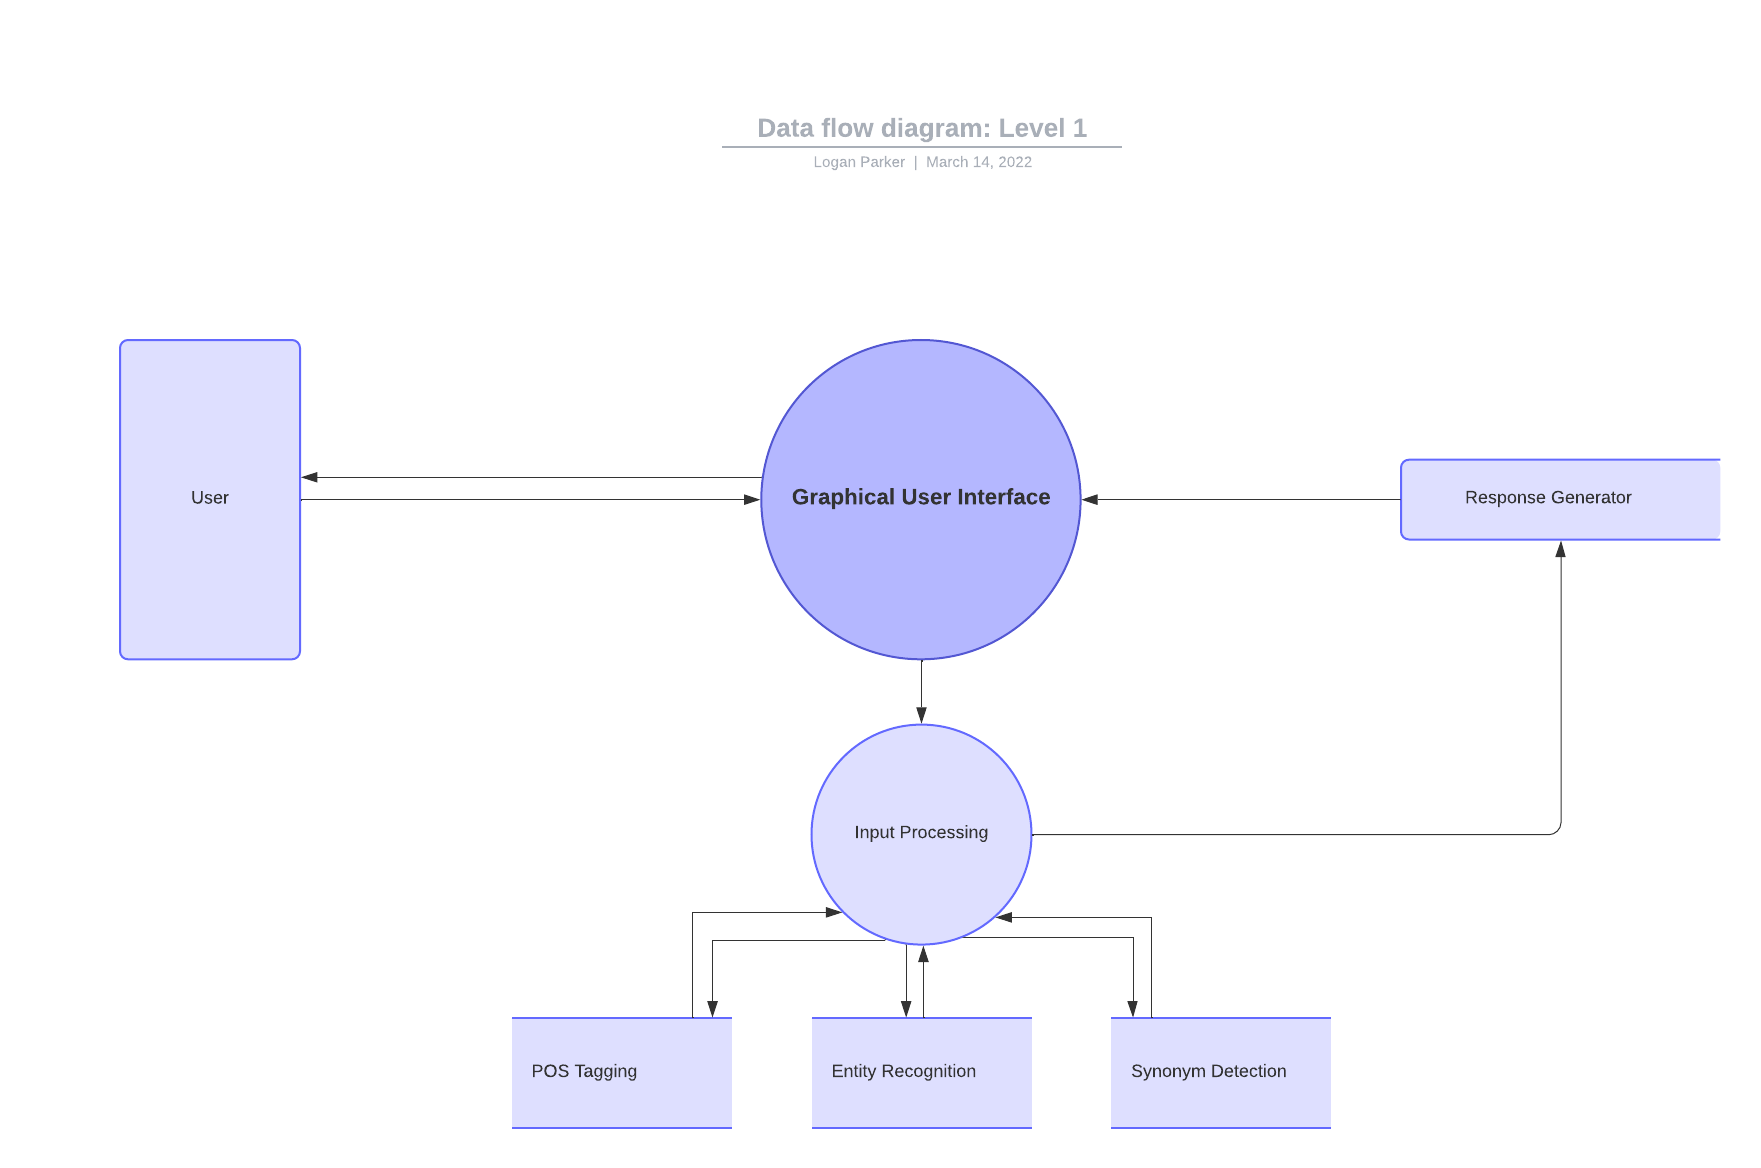 Data flow diagram: Level 1
Logan Parker | March 14, 2022
User
Graphical User Interface
Response Generator
Input Processing
POS Tagging
Entity Recognition
Synonym Detection